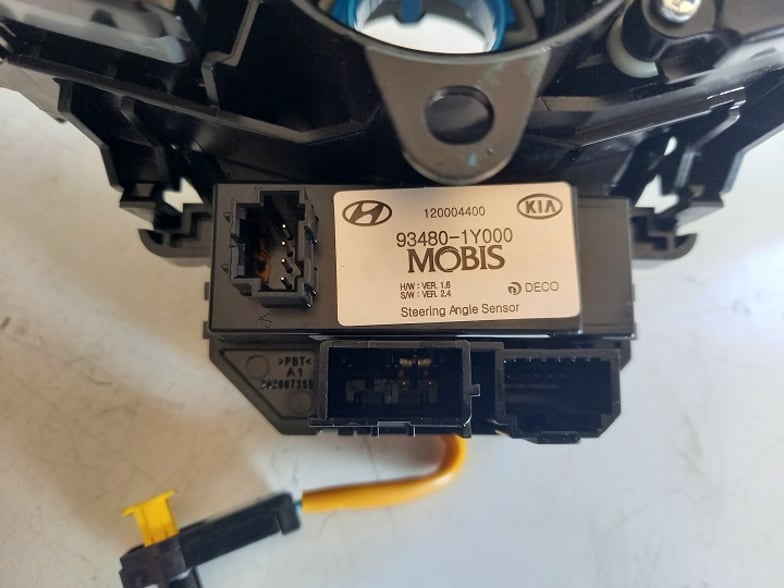 120004400
KIA
93480-1Y000
MOBIS
H/W : VER. 1.6
S/W : VER. 2.4
DECO
Steering Angle Sensor
>PBT<
A1